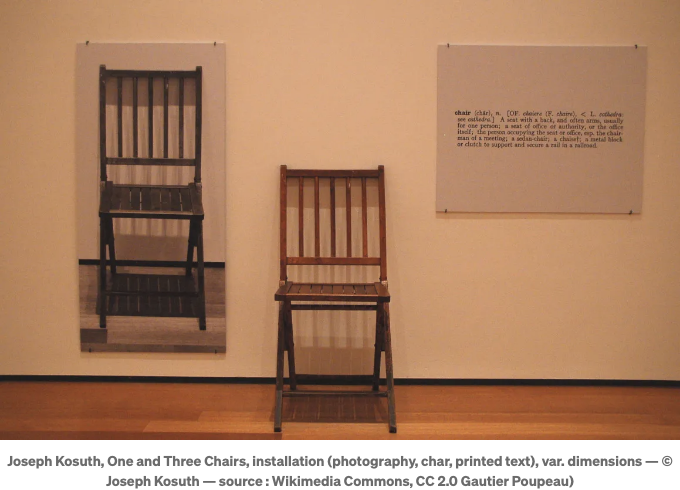 chair (châr), n. [OF. chaiere (F. chaire), < L. cathedra:
see cathedra.] A seat with a back, and often arms, usually
for one person; a seat of office or authority, or the office
itself; the person occupying the seat or office, esp. the chair-
man of a meeting; a sedan-chair; a chaise†; a metal block
or clutch to support and secure a rail in a railroad.
Joseph Kosuth, One and Three Chairs, installation (photography, char, printed text), var. dimensions — ©
Joseph Kosuth — source : Wikimedia Commons, CC 2.0 Gautier Poupeau)